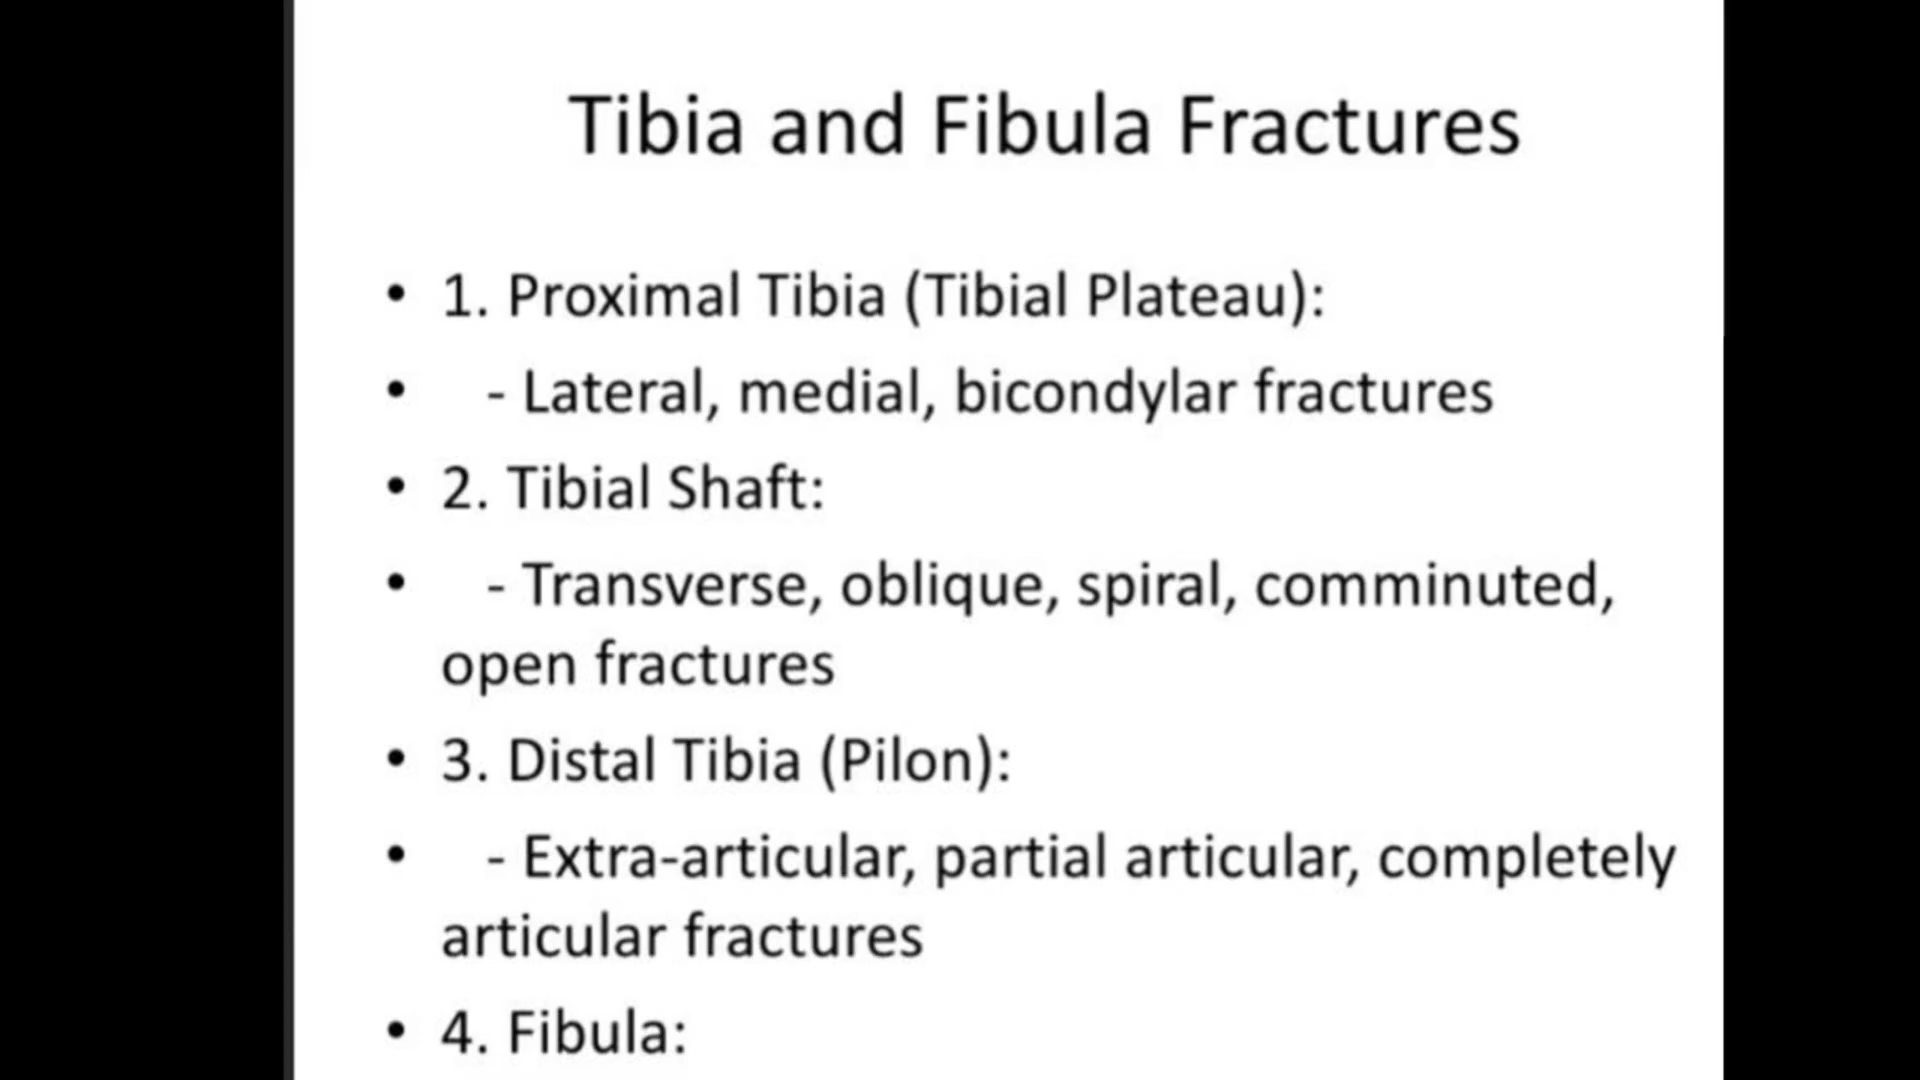 Tibia and Fibula Fractures
• 1. Proximal Tibia (Tibial Plateau):
• - Lateral, medial, bicondylar fractures
• 2. Tibial Shaft:
• - Transverse, oblique, spiral, comminuted,
open fractures
• 3. Distal Tibia (Pilon):
• - Extra-articular, partial articular, completely
articular fractures
• 4. Fibula: